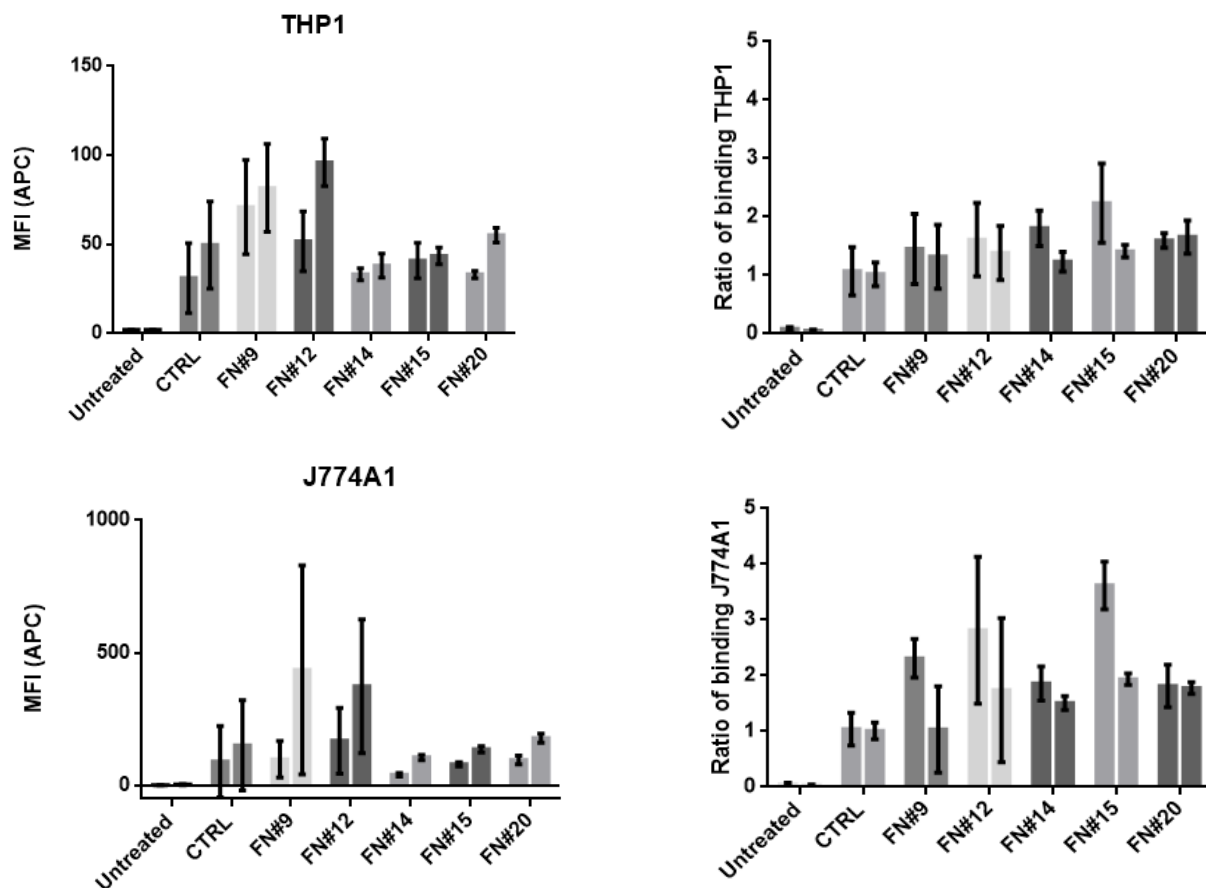 THP1
MFI (APC)
150
100
50
0
Untreated
CTRL
FN#9
FN#12
FN#14
FN#15
FN#20
Ratio of binding THP1
5
4
3
2
1
0
Untreated
CTRL
FN#9
FN#12
FN#14
FN#15
FN#20
J774A1
MFI (APC)
1000
500
0
Untreated
CTRL
FN#9
FN#12
FN#14
FN#15
FN#20
Ratio of binding J774A1
5
4
3
2
1
0
Untreated
CTRL
FN#9
FN#12
FN#14
FN#15
FN#20